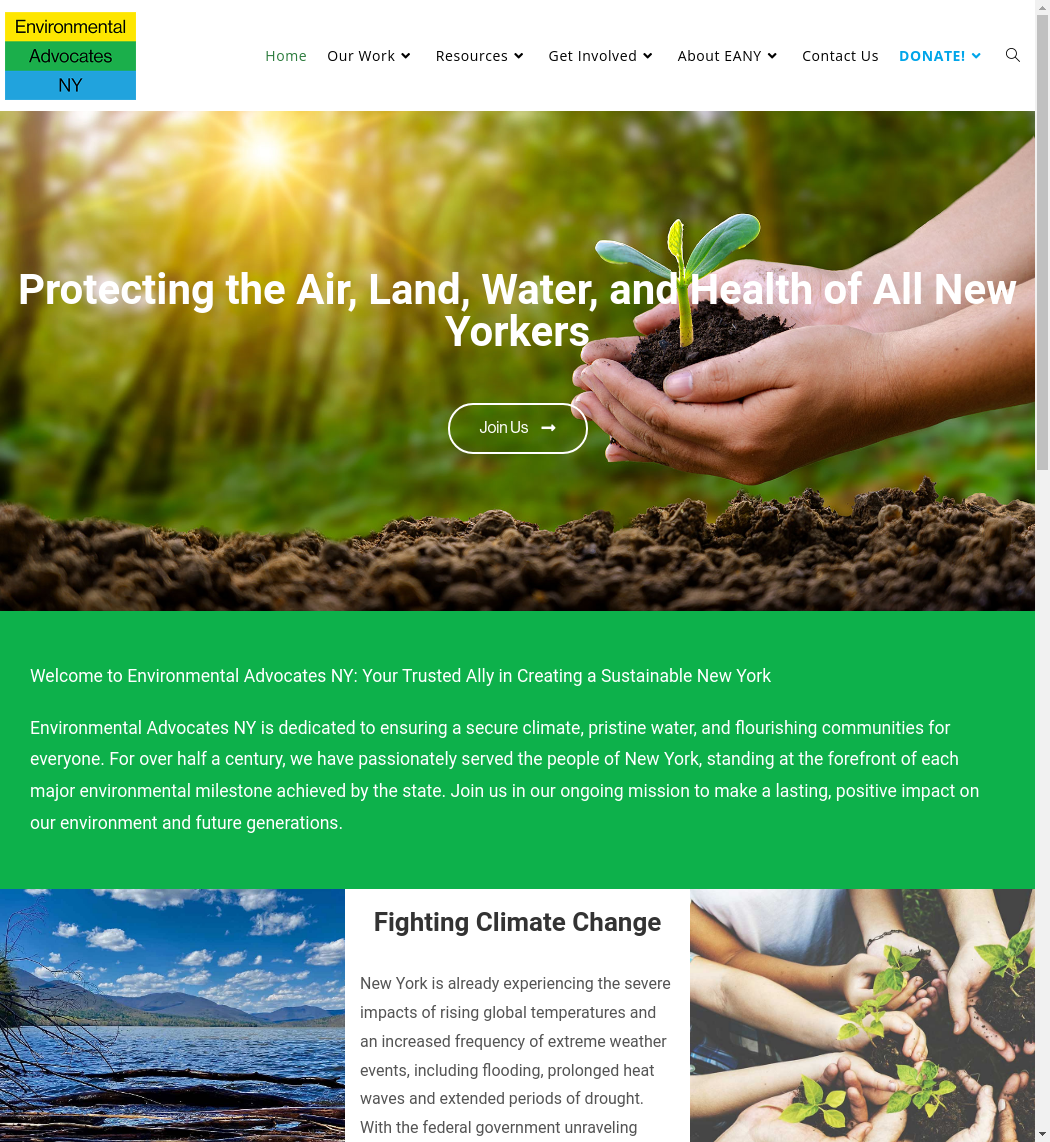 Environmental
Advocates
NY
Home
Our Work
Resources
Get Involved
About EANY
Contact Us
DONATE!
Protecting the Air, Land, Water, and Health of All New
Yorkers
Join Us
Welcome to Environmental Advocates NY: Your Trusted Ally in Creating a Sustainable New York
Environmental Advocates NY is dedicated to ensuring a secure climate, pristine water, and flourishing communities for
everyone. For over half a century, we have passionately served the people of New York, standing at the forefront of each
major environmental milestone achieved by the state. Join us in our ongoing mission to make a lasting, positive impact on
our environment and future generations.
Fighting Climate Change
New York is already experiencing the severe
impacts of rising global temperatures and
an increased frequency of extreme weather
events, including flooding, prolonged heat
waves and extended periods of drought.
With the federal government unraveling